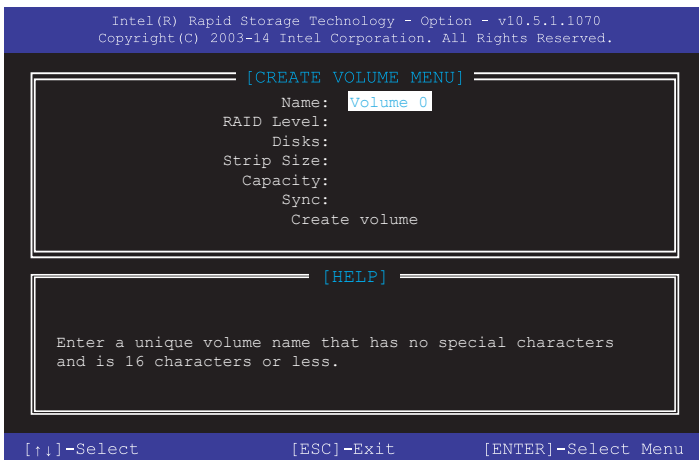 Intel(R) Rapid Storage Technology - Option - v10.5.1.1070
Copyright(C) 2003-14 Intel Corporation. All Rights Reserved.
[CREATE VOLUME MENU]
Name: Volume 0
RAID Level:
Disks:
Strip Size:
Capacity:
Sync:
Create volume
[HELP]
Enter a unique volume name that has no special characters
and is 16 characters or less.
[↑↓]-Select [ESC]-Exit [ENTER]-Select Menu